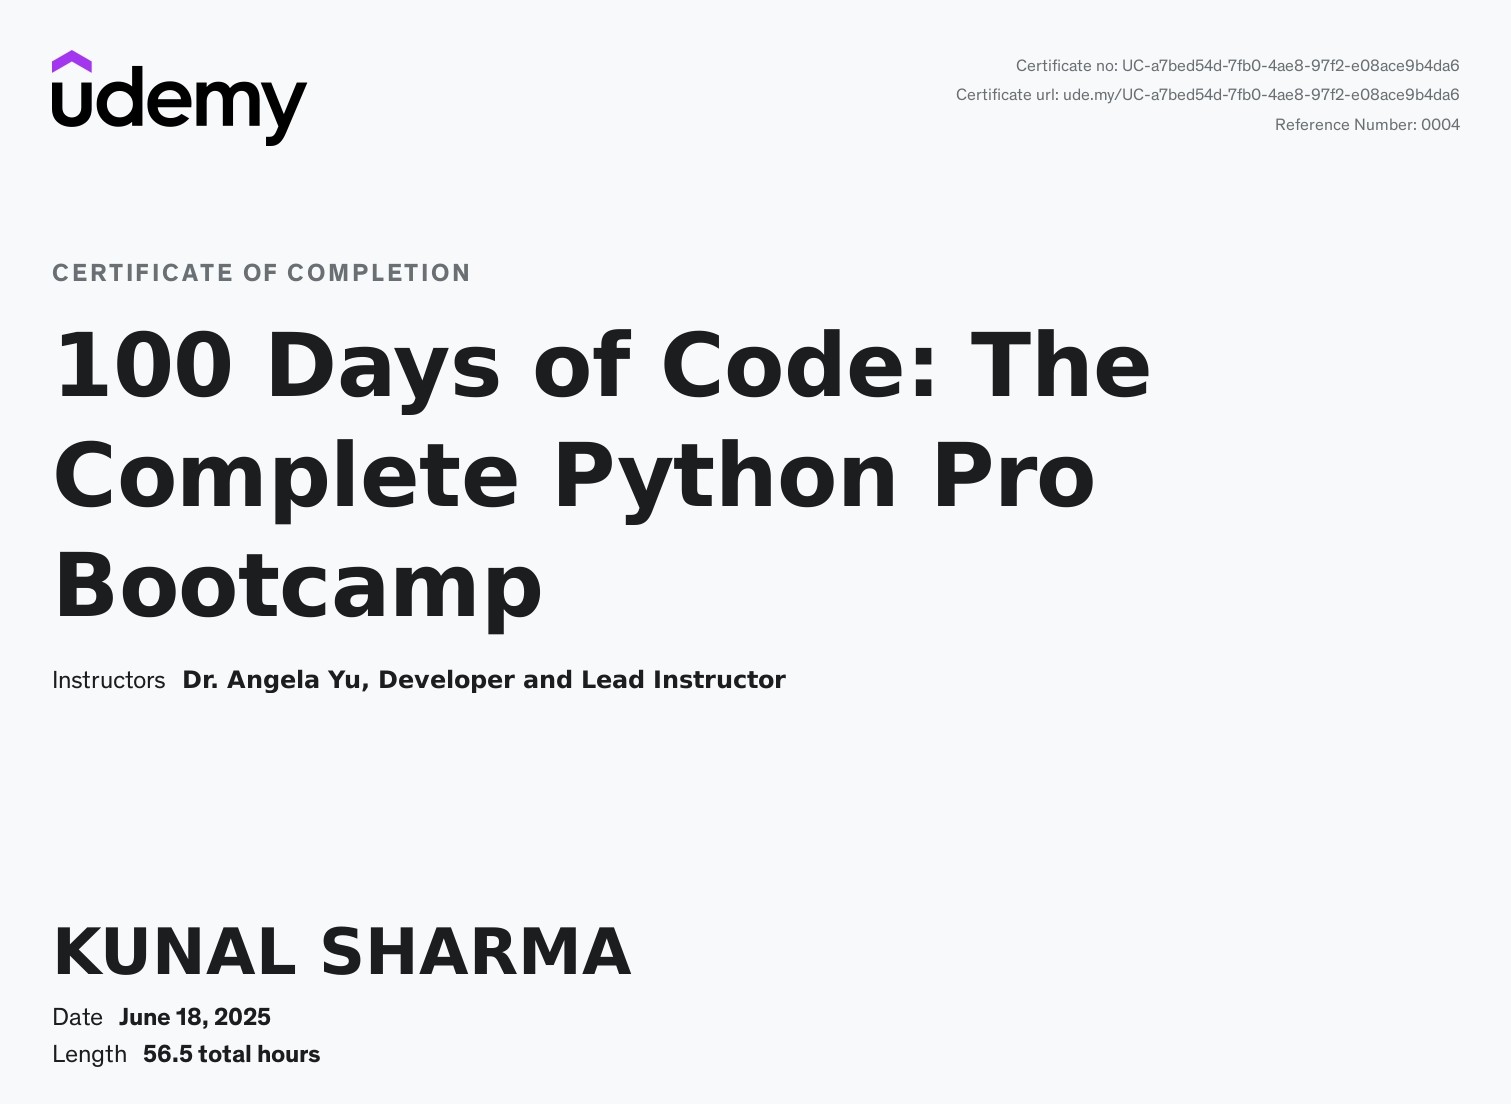 udemy
Certificate no: UC-a7bed54d-7fb0-4ae8-97f2-e08ace9b4da6
Certificate url: ude.my/UC-a7bed54d-7fb0-4ae8-97f2-e08ace9b4da6
Reference Number: 0004
CERTIFICATE OF COMPLETION
100 Days of Code: The
Complete Python Pro
Bootcamp
Instructors Dr. Angela Yu, Developer and Lead Instructor
KUNAL SHARMA
Date June 18, 2025
Length 56.5 total hours